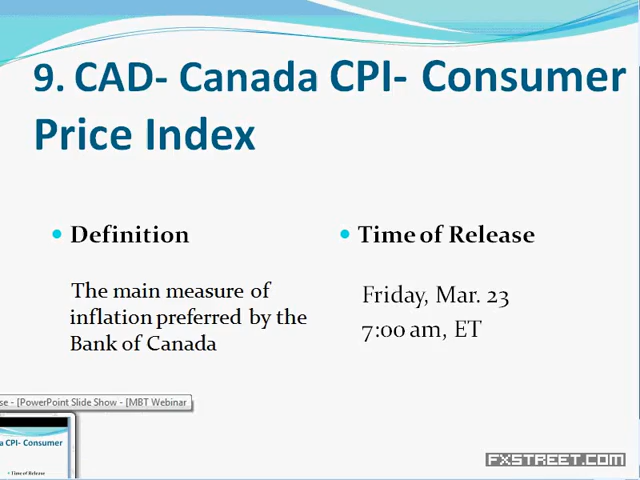 9. CAD- Canada CPI- Consumer
Price Index
• Definition
The main measure of
inflation preferred by the
Bank of Canada
• Time of Release
Friday, Mar. 23
7:00 am, ET
se - [PowerPoint Slide Show - [MBT Webinar
a CPI- Consumer
• Time of Release
FXSTREET.COM